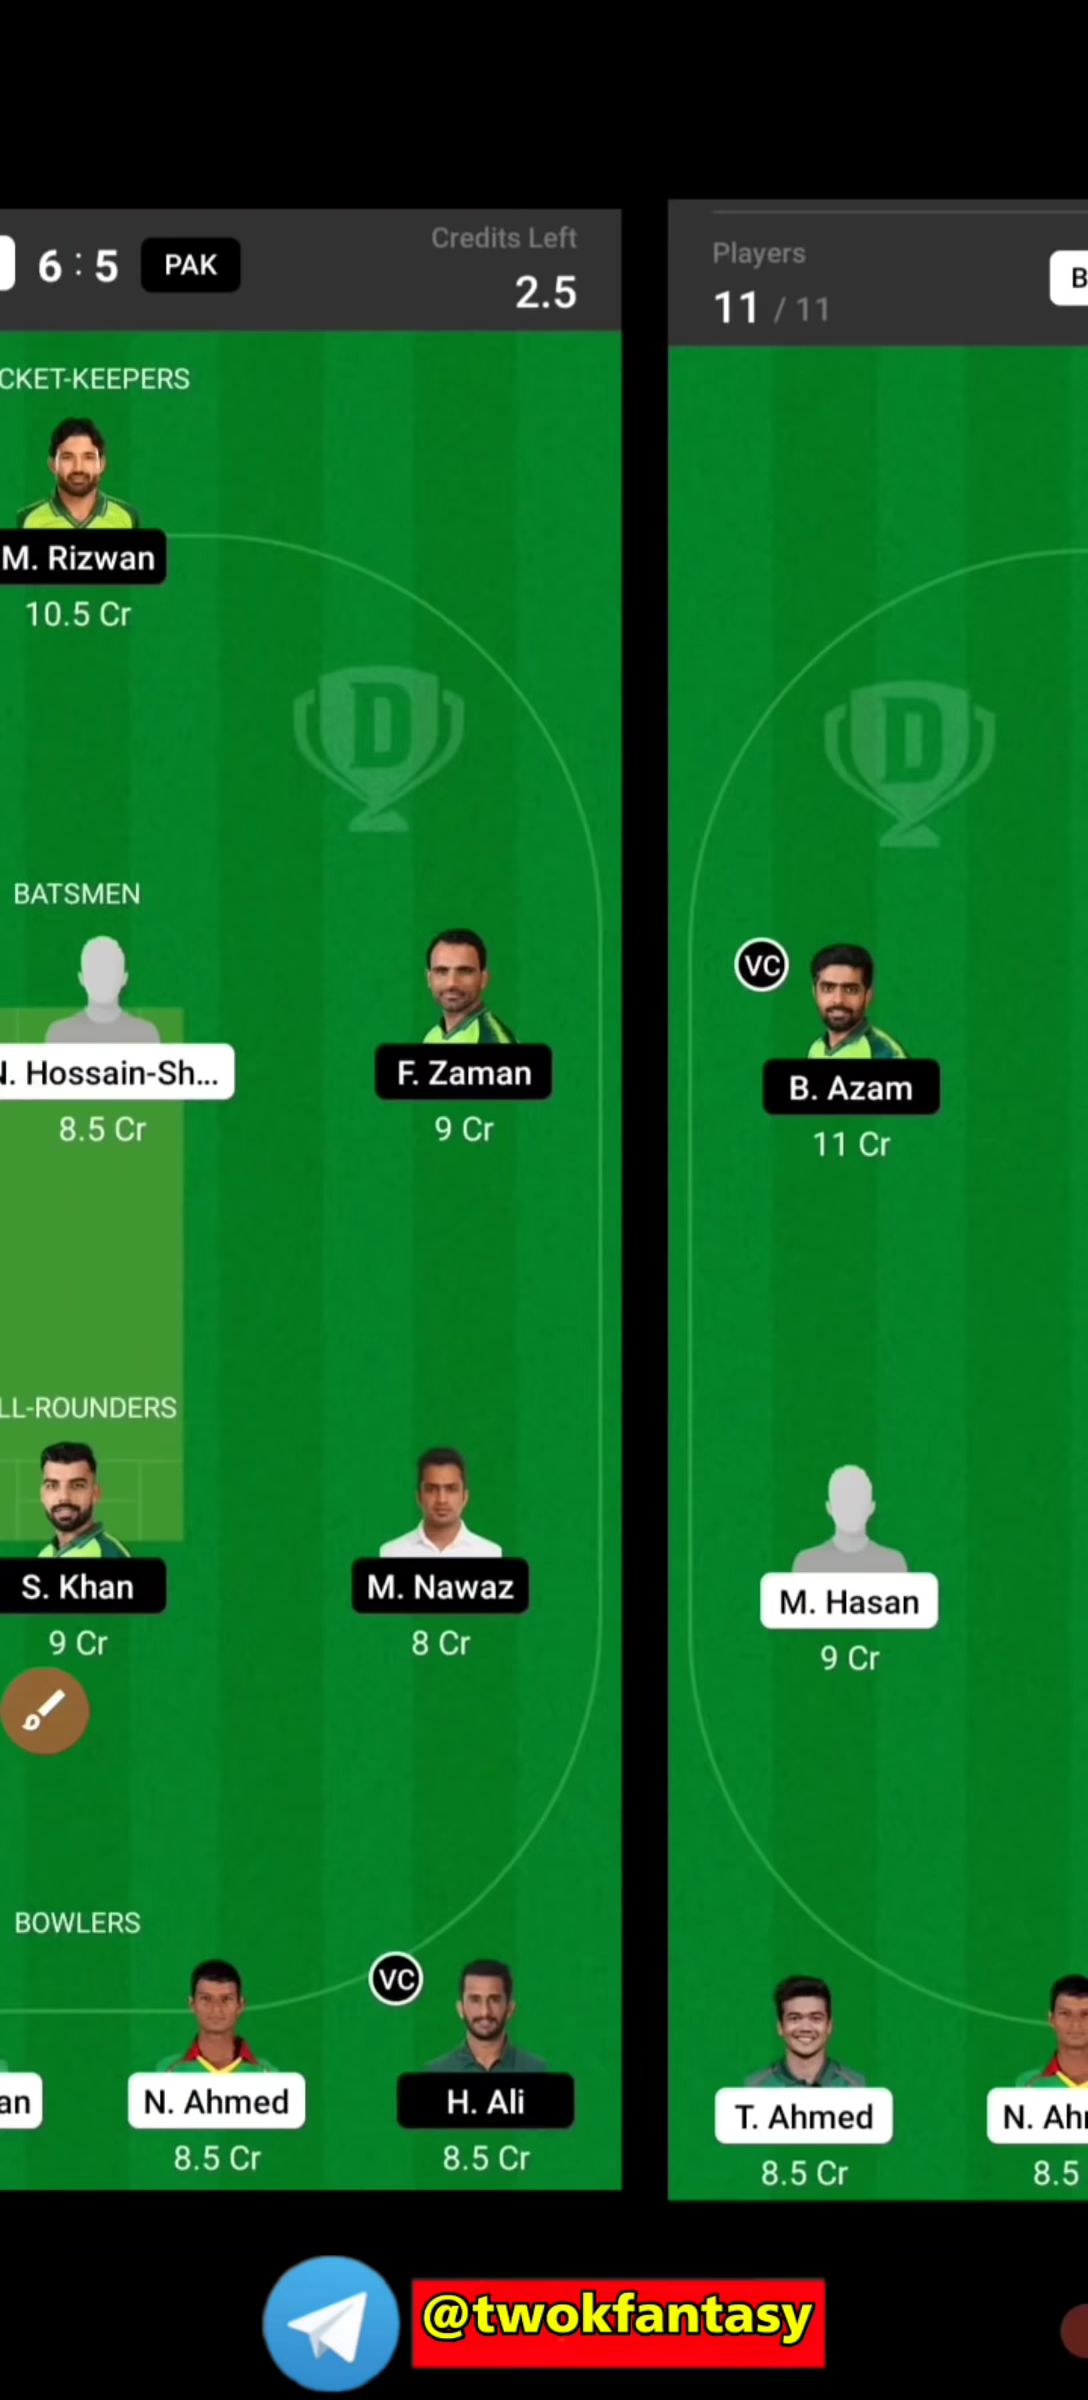 6 : 5 PAK
Credits Left
2.5
CKET-KEEPERS
M. Rizwan
10.5 Cr
D
BATSMEN
N. Hossain-Sh...
8.5 Cr
F. Zaman
9 Cr
LL-ROUNDERS
S. Khan
9 Cr
M. Nawaz
8 Cr
BOWLERS
an
N. Ahmed
8.5 Cr
VC
H. Ali
8.5 Cr
Players
11 / 11
B
D
VC
B. Azam
11 Cr
M. Hasan
9 Cr
T. Ahmed
8.5 Cr
N. Ah
8.5
@twokfantasy